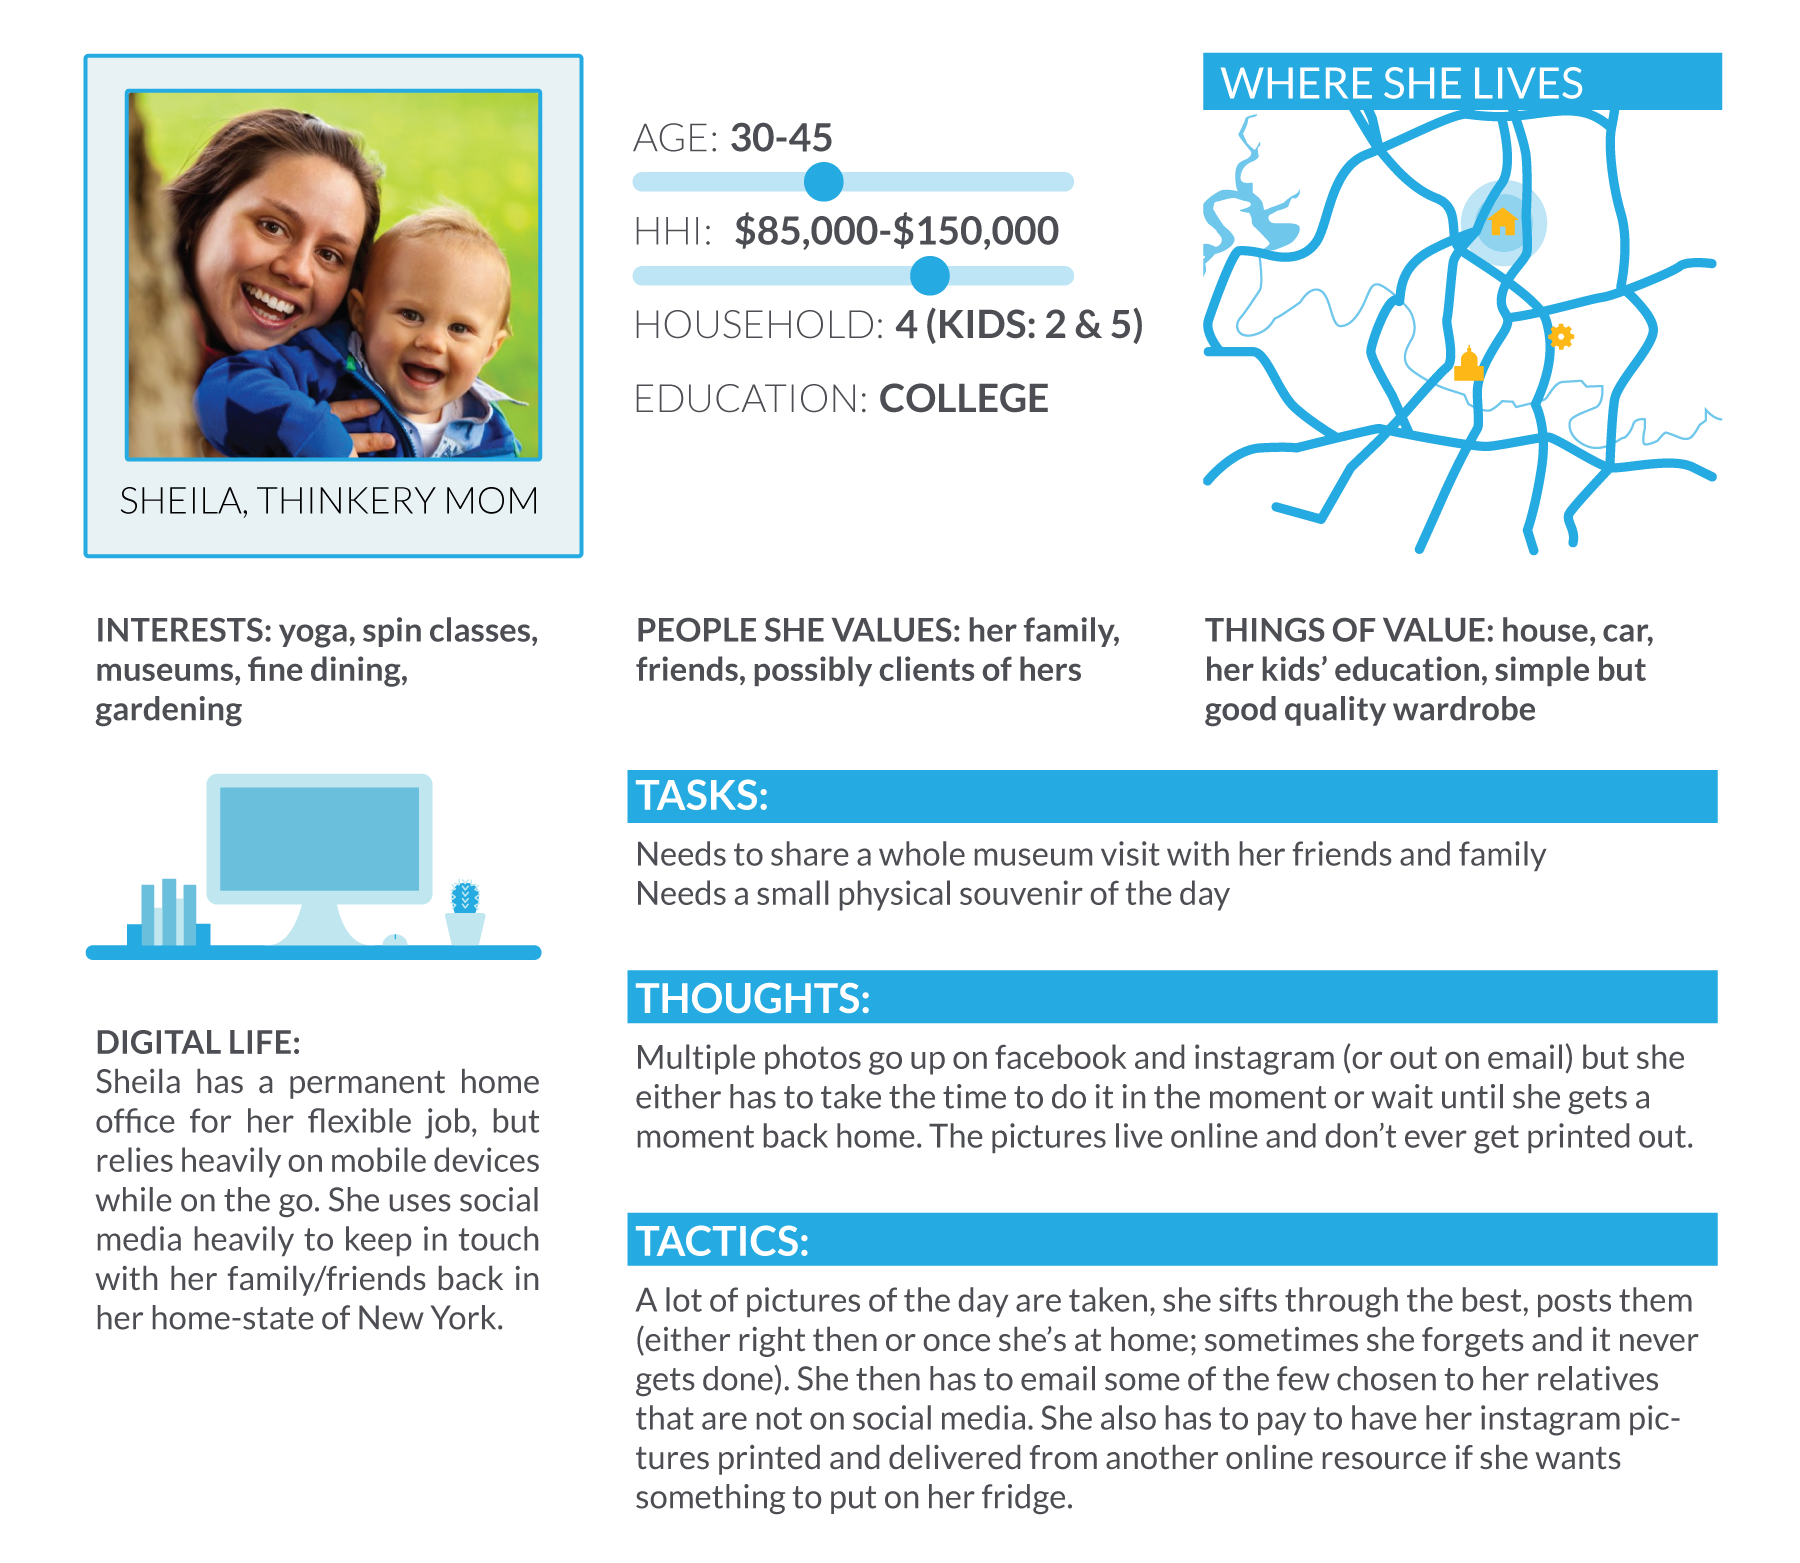 SHEILA, THINKERY MOM
AGE: 30-45
HHI: $85,000-$150,000
HOUSEHOLD: 4 (KIDS: 2 & 5)
EDUCATION: COLLEGE
WHERE SHE LIVES
INTERESTS: yoga, spin classes,
museums, fine dining,
gardening
PEOPLE SHE VALUES: her family,
friends, possibly clients of hers
THINGS OF VALUE: house, car,
her kids’ education, simple but
good quality wardrobe
DIGITAL LIFE:
Sheila has a permanent home
office for her flexible job, but
relies heavily on mobile devices
while on the go. She uses social
media heavily to keep in touch
with her family/friends back in
her home-state of New York.
TASKS:
Needs to share a whole museum visit with her friends and family
Needs a small physical souvenir of the day
THOUGHTS:
Multiple photos go up on facebook and instagram (or out on email) but she
either has to take the time to do it in the moment or wait until she gets a
moment back home. The pictures live online and don’t ever get printed out.
TACTICS:
A lot of pictures of the day are taken, she sifts through the best, posts them
(either right then or once she’s at home; sometimes she forgets and it never
gets done). She then has to email some of the few chosen to her relatives
that are not on social media. She also has to pay to have her instagram pic-
tures printed and delivered from another online resource if she wants
something to put on her fridge.